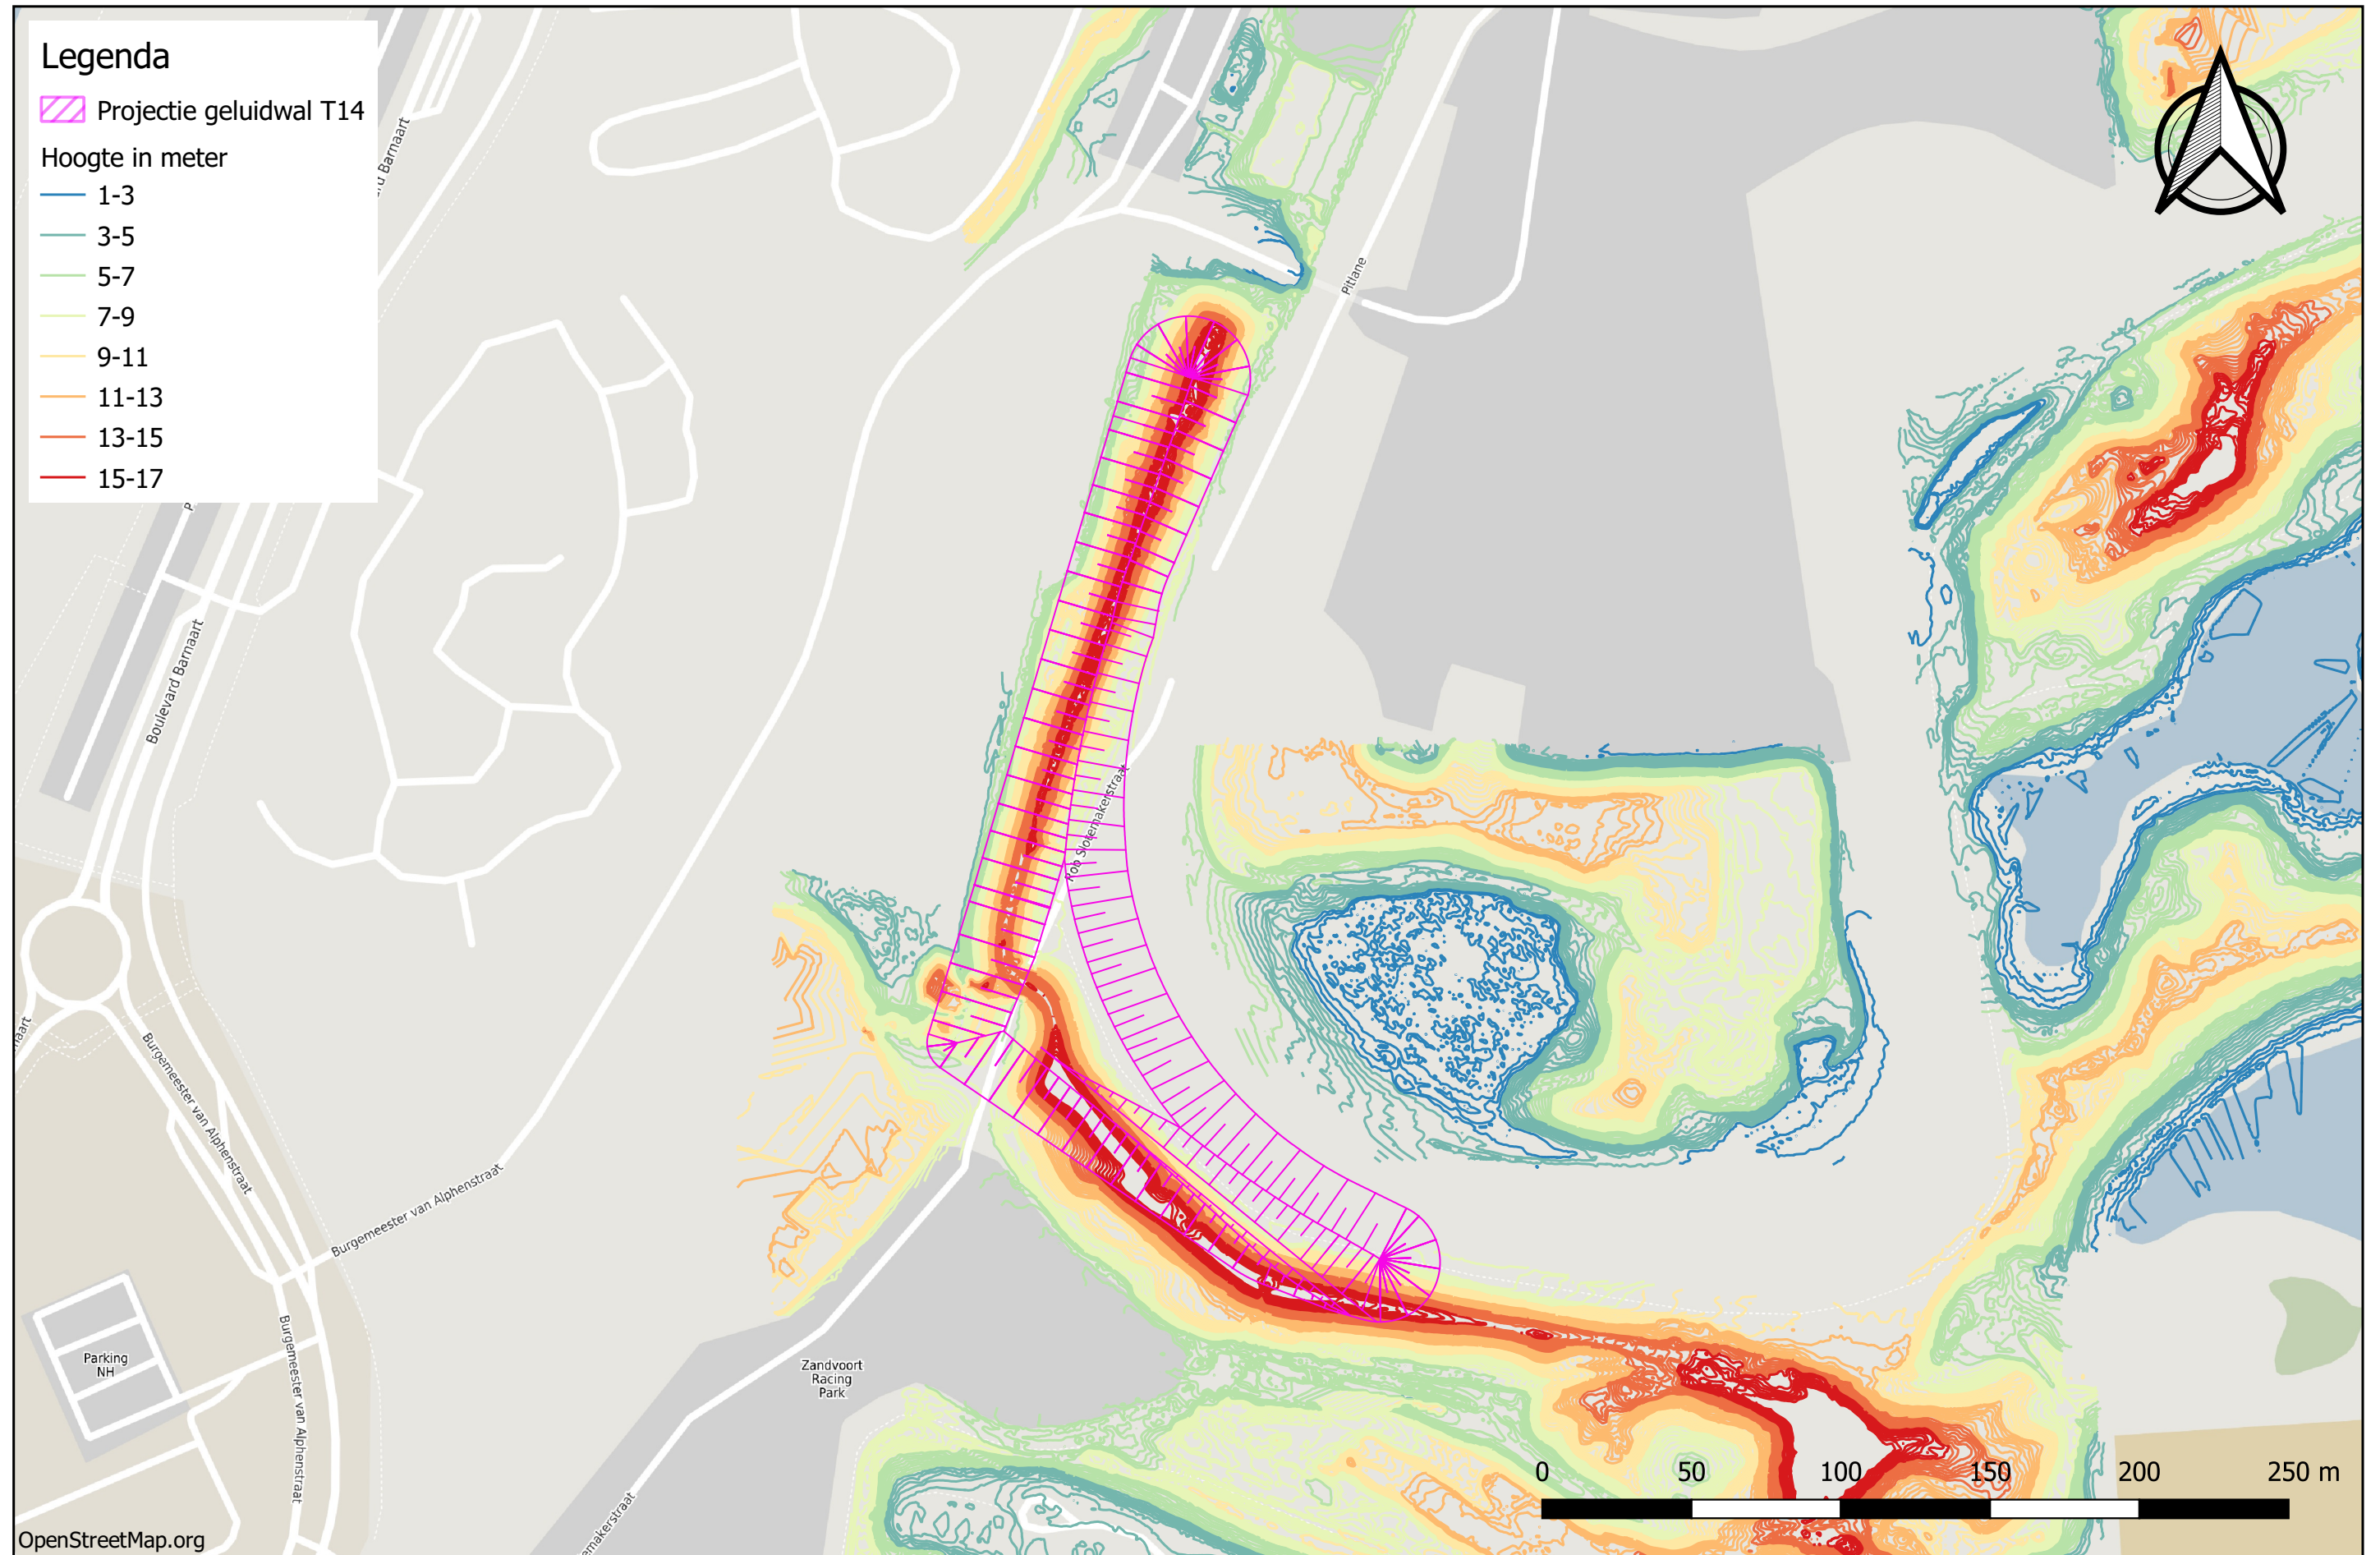 Legenda
Projectie geluidwal T14
Hoogte in meter
1-3
3-5
5-7
7-9
9-11
11-13
13-15
15-17
Barnaart
Pitlane
Boulevard Barnaart
Rob Slotemakerstraat
Burgemeester van Alphenstraat
Burgemeester van Alphenstraat
Burgemeester van Alphenstraat
Parking
NH
Zandvoort
Racing
Park
emakerstraat
0 50 100 150 200 250 m
OpenStreetMap.org